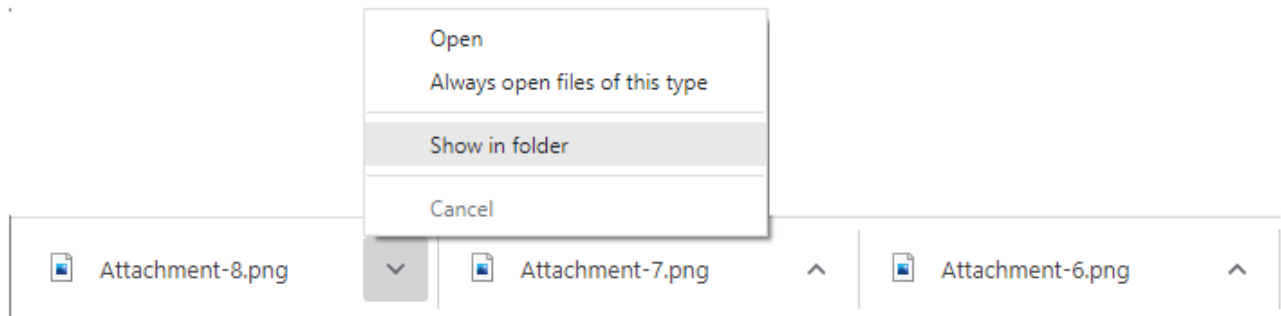 Open
Always open files of this type
Show in folder
Cancel
Attachment-8.png
Attachment-7.png
Attachment-6.png